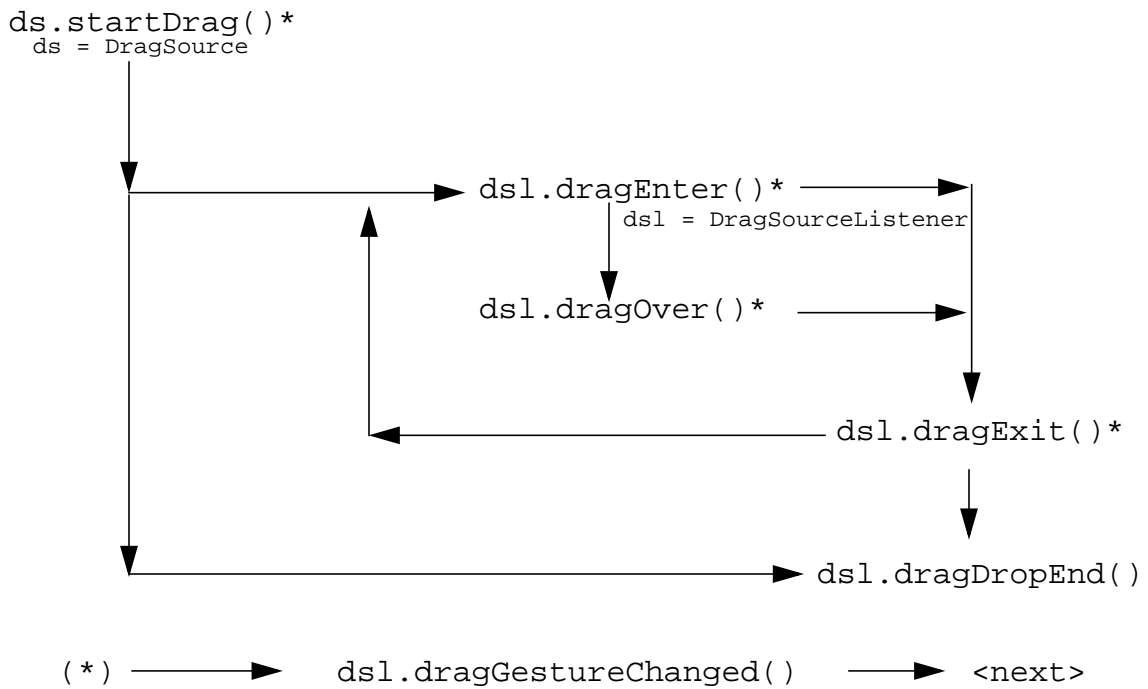 ds.startDrag()*
ds = DragSource
dsl.dragEnter()*
dsl = DragSourceListener
dsl.dragOver()*
dsl.dragExit()*
dsl.dragDropEnd()
(*) dsl.dragGestureChanged() <next>